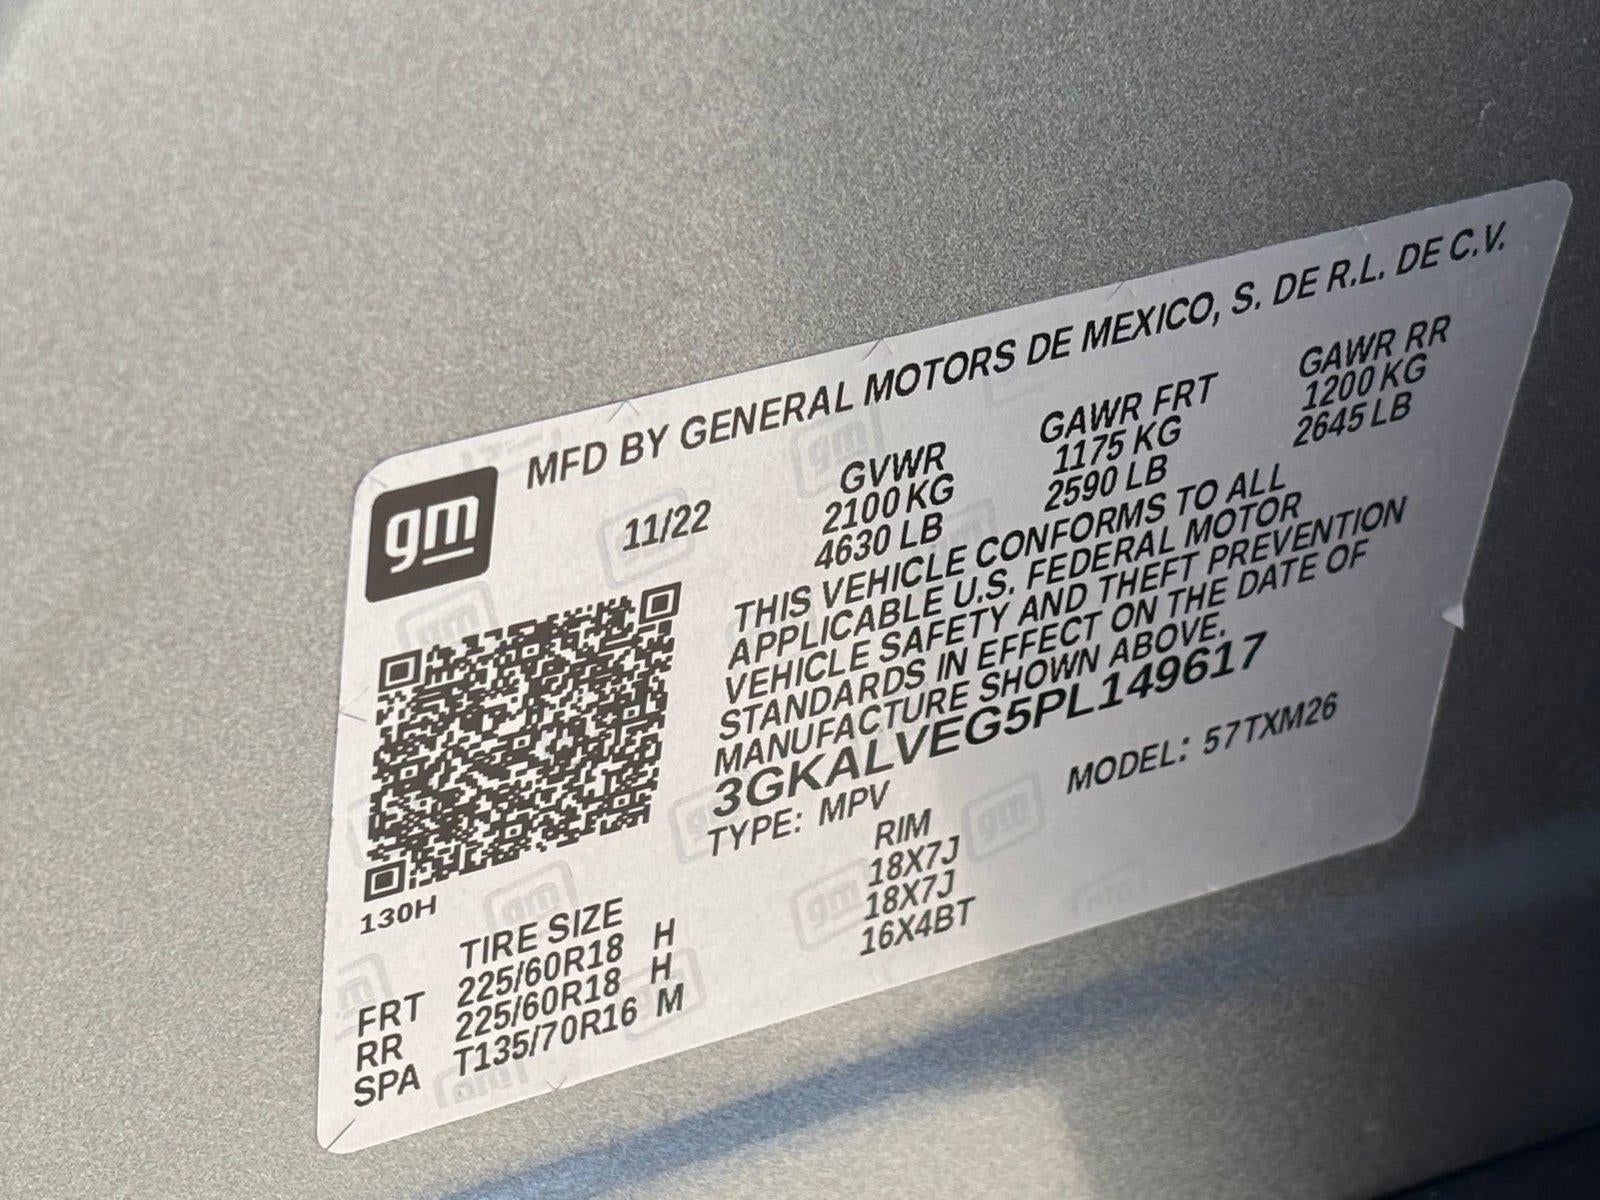 gm
MFD BY GENERAL MOTORS DE MEXICO, S. DE R.L. DE C.V.
11/22
GVWR GAWR FRT GAWR RR
2100 KG 1175 KG 1200 KG
4630 LB 2590 LB 2645 LB
THIS VEHICLE CONFORMS TO ALL
APPLICABLE U.S. FEDERAL MOTOR
VEHICLE SAFETY AND THEFT PREVENTION
STANDARDS IN EFFECT ON THE DATE OF
MANUFACTURE SHOWN ABOVE.
3GKALVEG5PL149617
TYPE: MPV MODEL: 57TXM26
130H
TIRE SIZE RIM
FRT 225/60R18 H 18X7J
RR 225/60R18 H 18X7J
SPA T135/70R16 M 16X4BT